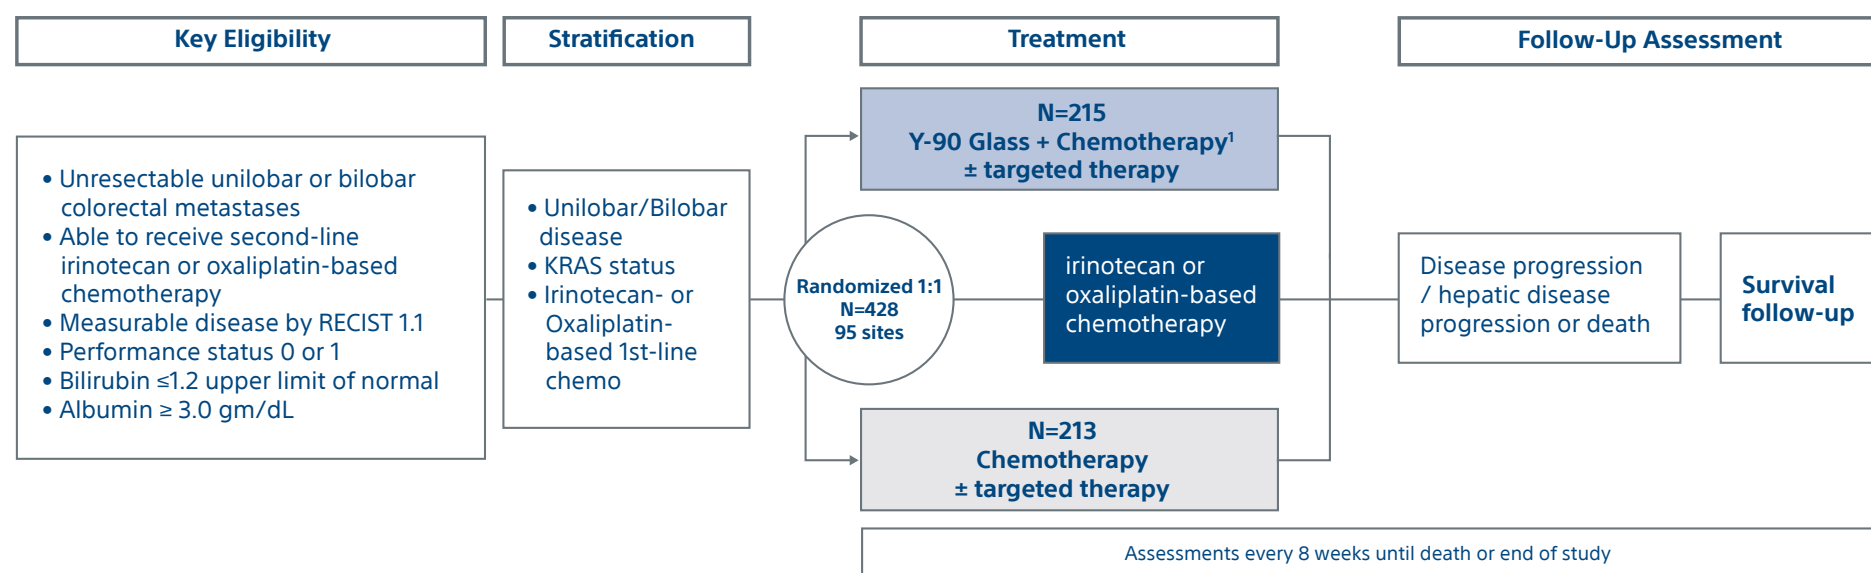 Key Eligibility
Stratification
Treatment
Follow-Up Assessment
• Unresectable unilobar or bilobar
colorectal metastases
• Able to receive second-line
irinotecan or oxaliplatin-based
chemotherapy
• Measurable disease by RECIST 1.1
• Performance status 0 or 1
• Bilirubin ≤1.2 upper limit of normal
• Albumin ≥ 3.0 gm/dL
• Unilobar/Bilobar
disease
• KRAS status
• Irinotecan- or
Oxaliplatin-
based 1st-line
chemo
Randomized 1:1
N=428
95 sites
N=215
Y-90 Glass + Chemotherapy¹
± targeted therapy
irinotecan or
oxaliplatin-based
chemotherapy
N=213
Chemotherapy
± targeted therapy
Disease progression
/ hepatic disease
progression or death
Survival
follow-up
Assessments every 8 weeks until death or end of study